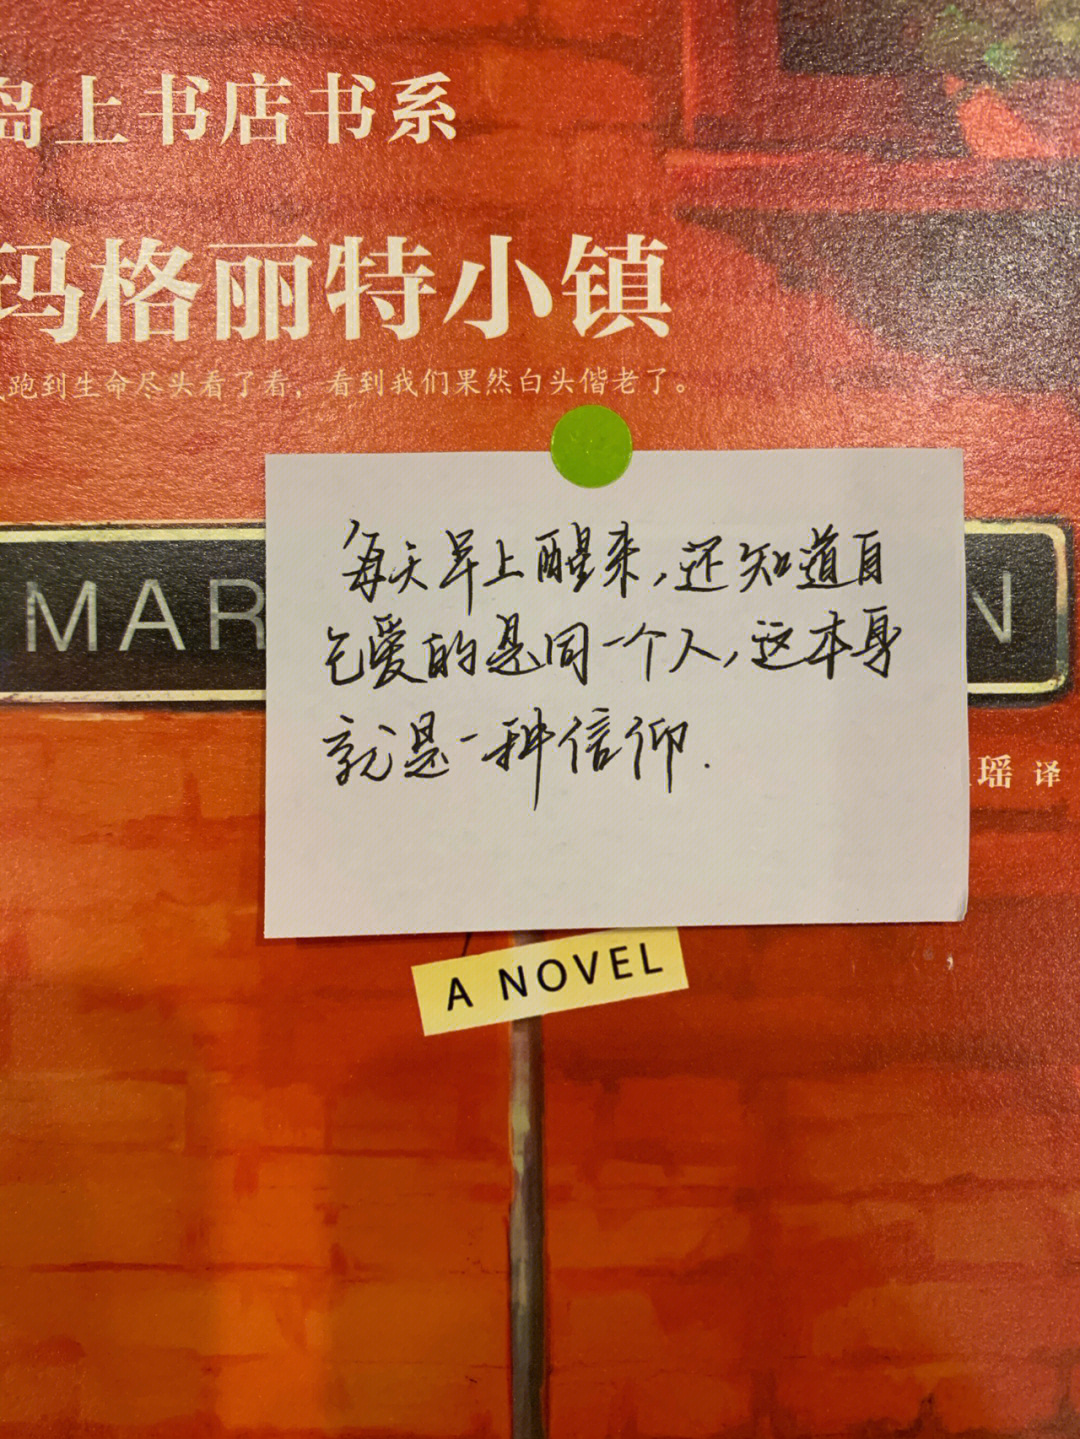 岛上书店书系
玛格丽特小镇
跑到生命尽头看了看，看到我们果然白头偕老了。
每天早上醒来，还知道自
己爱的是同一个人，这本身
就是一种信仰.
MAR
N
瑶 译
A NOVEL